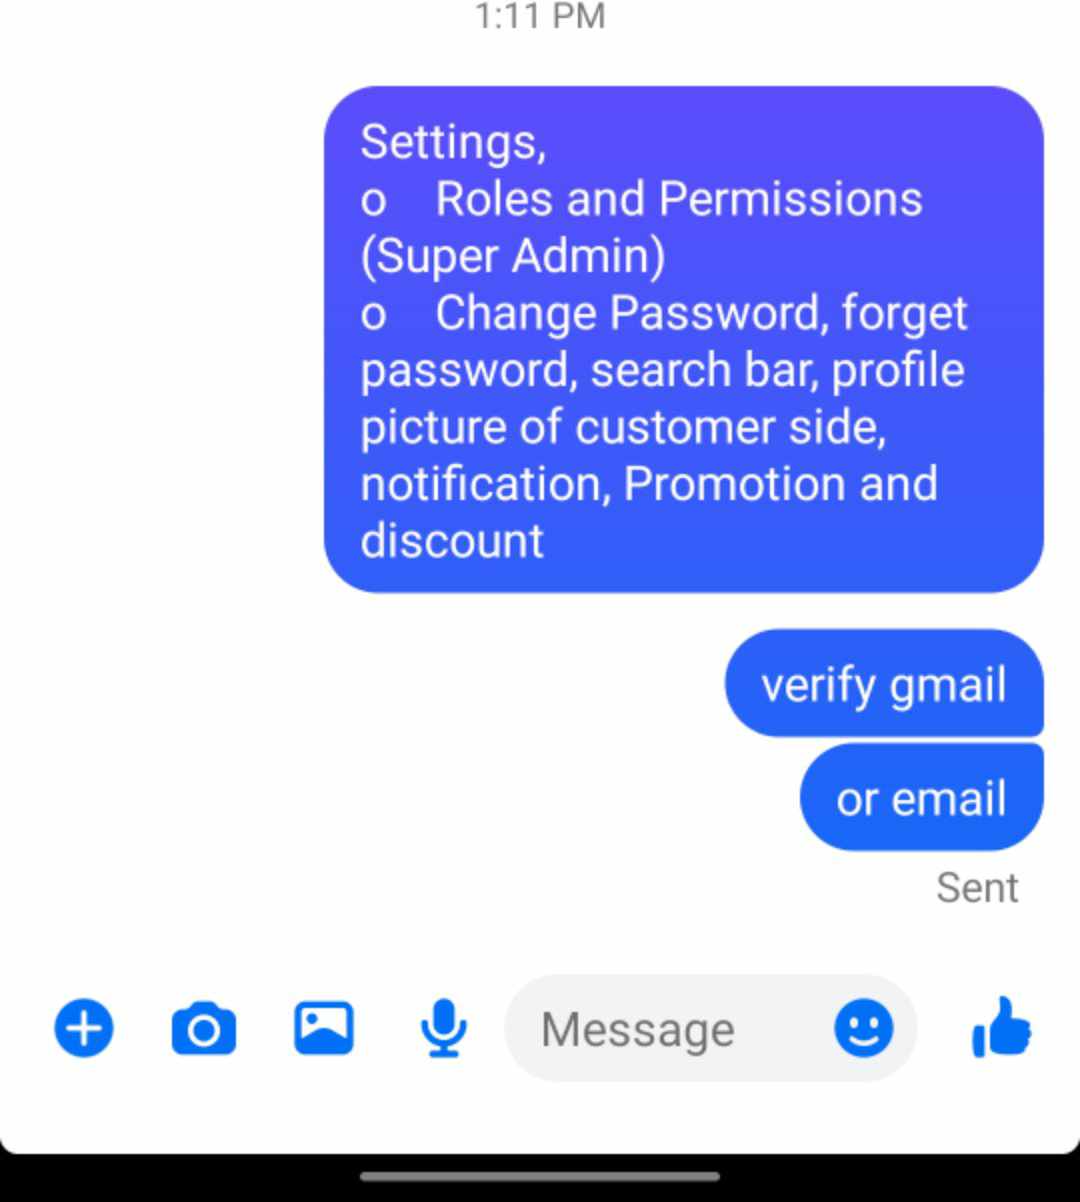 1:11 PM
Settings,
o Roles and Permissions
(Super Admin)
o Change Password, forget
password, search bar, profile
picture of customer side,
notification, Promotion and
discount
verify gmail
or email
Sent
Message